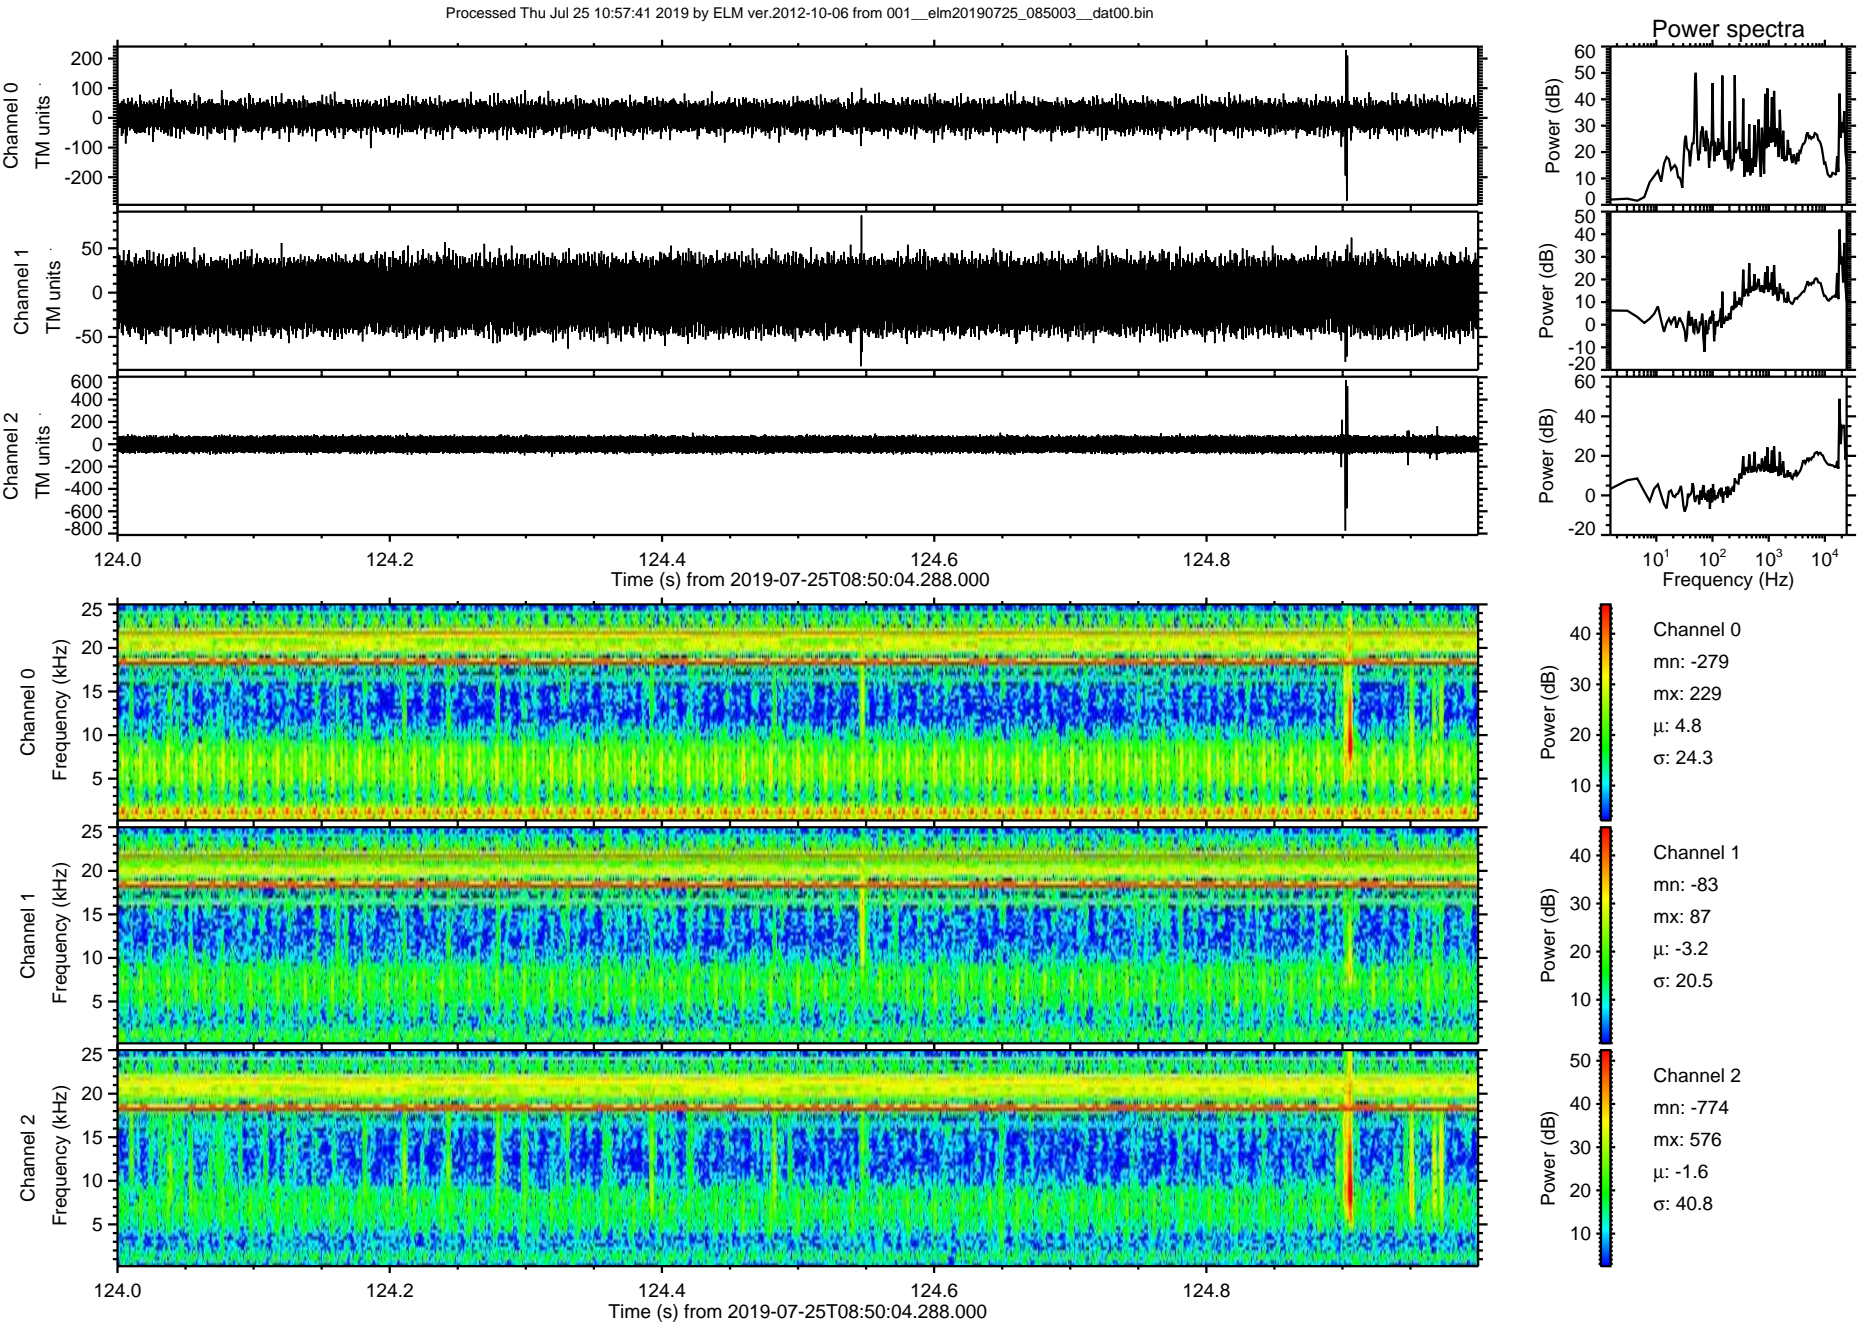 Processed Thu Jul 25 10:57:41 2019 by ELM ver.2012-10-06 from 001__elm20190725_085003__dat00.bin
Power spectra
Channel 0
TM units
200
100
0
-100
-200
Power (dB)
60
50
40
30
20
10
0
Channel 1
TM units
50
0
-50
Power (dB)
50
40
30
20
10
0
-10
-20
Channel 2
TM units
600
400
200
0
-200
-400
-600
-800
Power (dB)
60
40
20
0
-20
124.0 124.2 124.4 124.6 124.8
Time (s) from 2019-07-25T08:50:04.288.000
10^1 10^2 10^3 10^4
Frequency (Hz)
Channel 0
Frequency (kHz)
25
20
15
10
5
Power (dB)
40
30
20
10
Channel 0
mn: -279
mx: 229
μ: 4.8
σ: 24.3
Channel 1
Frequency (kHz)
25
20
15
10
5
Power (dB)
40
30
20
10
Channel 1
mn: -83
mx: 87
μ: -3.2
σ: 20.5
Channel 2
Frequency (kHz)
25
20
15
10
5
Power (dB)
50
40
30
20
10
Channel 2
mn: -774
mx: 576
μ: -1.6
σ: 40.8
124.0 124.2 124.4 124.6 124.8
Time (s) from 2019-07-25T08:50:04.288.000